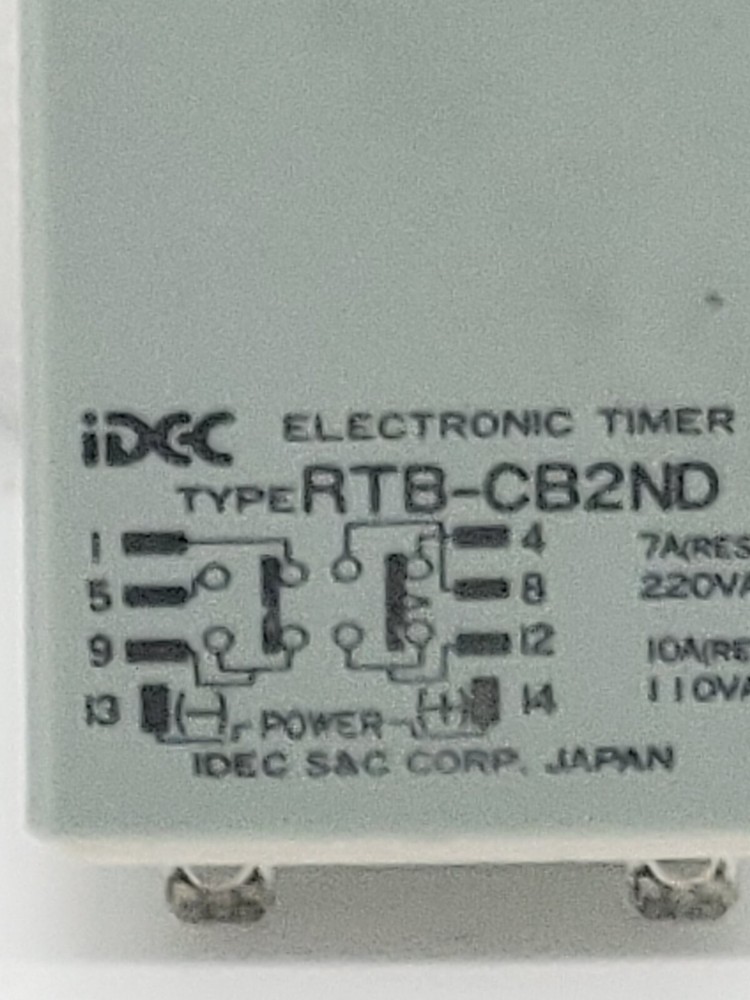 iDEC ELECTRONIC TIMER
TYPE RTB-CB2ND
1 4 7A(RES
5 8 220VA
9 12 10A(RE
13 (−) POWER (+) 14 110VA
IDEC S&C CORP. JAPAN